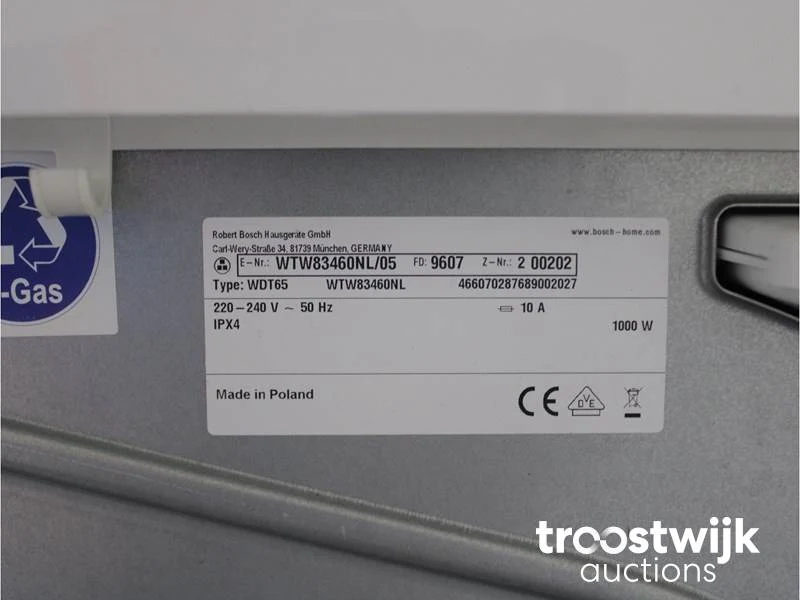 Robert Bosch Hausgeräte GmbH
www.bosch-home.com
Carl-Wery-Straße 34, 81739 München, GERMANY
E-Nr.: WTW83460NL/05 FD: 9607 Z-Nr.: 2 00202
Type: WDT65 WTW83460NL 466070287689002027
220-240 V ~ 50 Hz 10 A
IPX4 1000 W
-Gas
Made in Poland
CE DVE
troostwijk
auctions